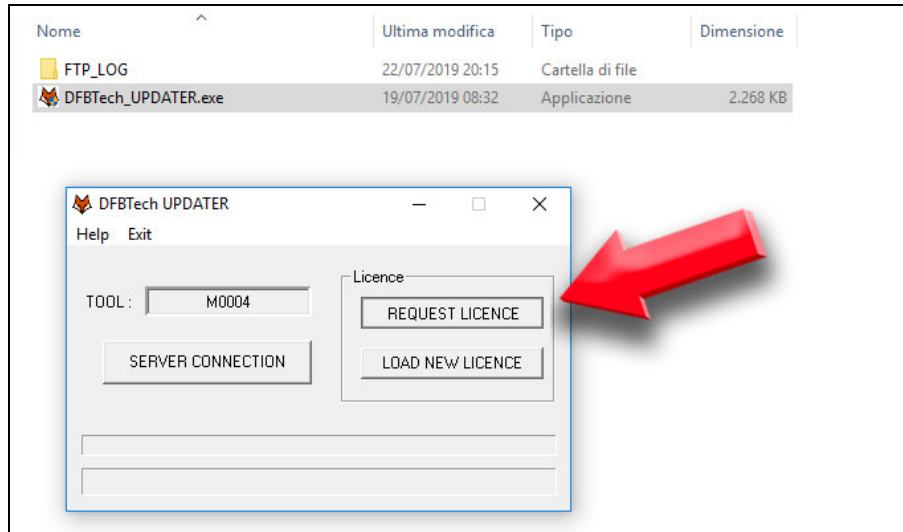 Nome Ultima modifica Tipo Dimensione
FTP_LOG 22/07/2019 20:15 Cartella di file
DFBTech_UPDATER.exe 19/07/2019 08:32 Applicazione 2.268 KB
DFBTech UPDATER
Help Exit
Licence
TOOL : M0004
REQUEST LICENCE
SERVER CONNECTION
LOAD NEW LICENCE